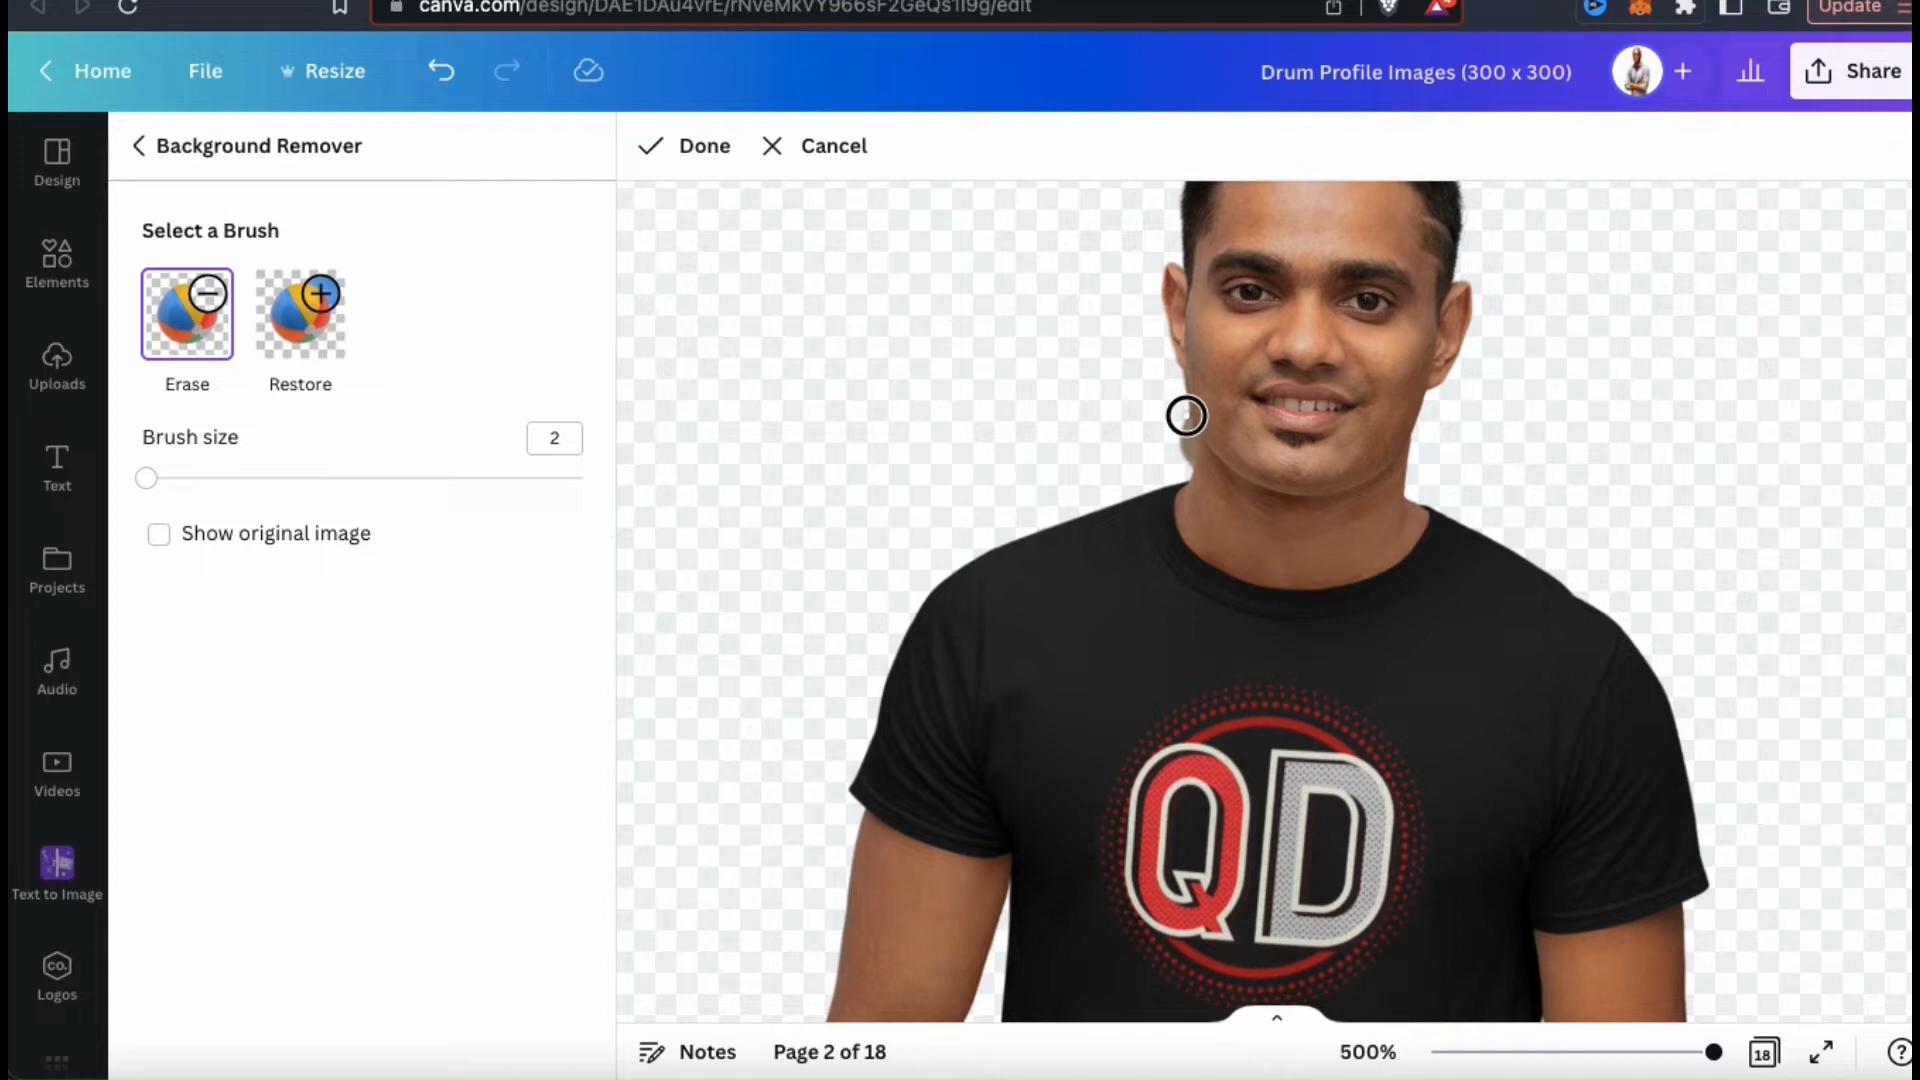 canva.com/design/DAE1DAu4vrE/rNveMkVY966sF2GeQs1I9g/edit
Update
Home
File
Resize
Drum Profile Images (300 x 300)
Share
Background Remover
Done
Cancel
Design
Elements
Uploads
Text
Projects
Audio
Videos
Text to Image
CO.
Logos
Select a Brush
Erase
Restore
Brush size
2
Show original image
QD
Notes
Page 2 of 18
500%
18
?